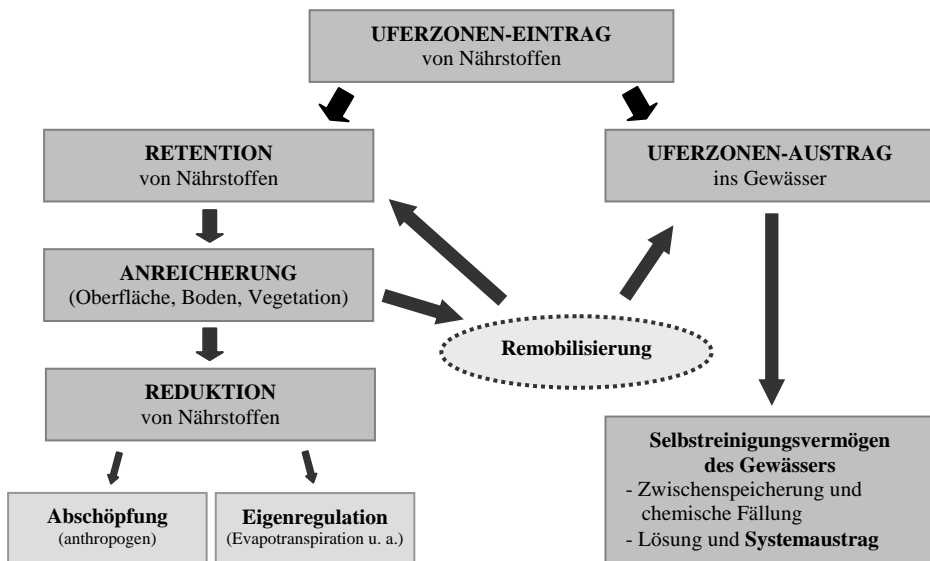 UFERZONEN-EINTRAG
von Nährstoffen
RETENTION
von Nährstoffen
UFERZONEN-AUSTRAG
ins Gewässer
ANREICHERUNG
(Oberfläche, Boden, Vegetation)
Remobilisierung
REDUKTION
von Nährstoffen
Selbstreinigungsvermögen
des Gewässers
- Zwischenspeicherung und
chemische Fällung
- Lösung und Systemaustrag
Abschöpfung
(anthropogen)
Eigenregulation
(Evapotranspiration u. a.)